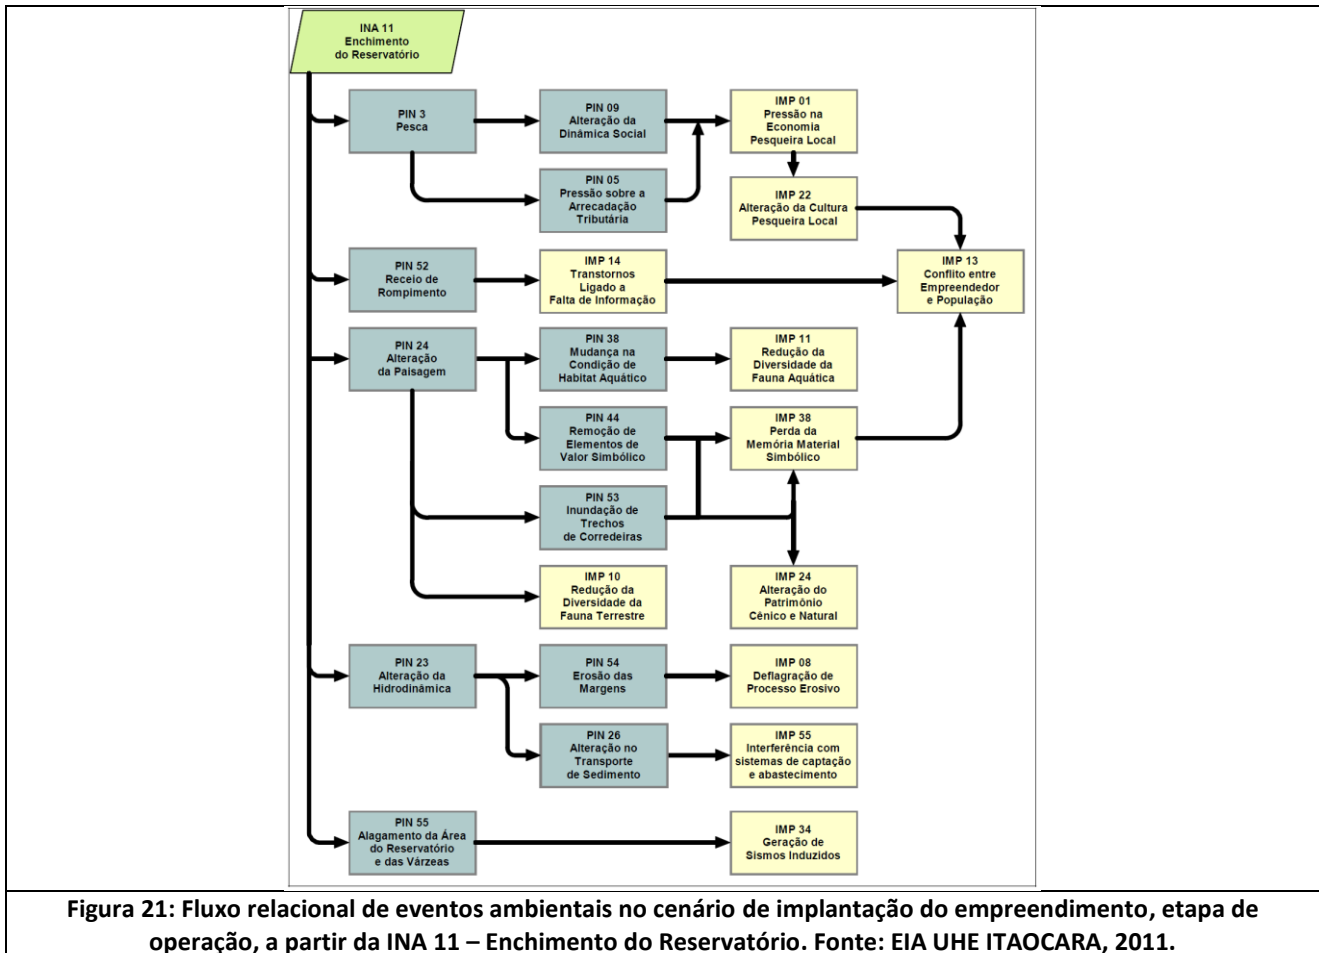 INA 11
Enchimento
do Reservatório
PIN 3
Pesca
PIN 09
Alteração da
Dinâmica Social
IMP 01
Pressão na
Economia
Pesqueira Local
PIN 05
Pressão sobre a
Arrecadação
Tributária
IMP 22
Alteração da Cultura
Pesqueira Local
PIN 52
Receio de
Rompimento
IMP 14
Transtornos
Ligado a
Falta de Informação
IMP 13
Conflito entre
Empreendedor
e População
PIN 24
Alteração
da Paisagem
PIN 38
Mudança na
Condição de
Habitat Aquático
IMP 11
Redução da
Diversidade da
Fauna Aquática
PIN 44
Remoção de
Elementos de
Valor Simbólico
IMP 38
Perda da
Memória Material
Simbólico
PIN 53
Inundação de
Trechos
de Corredeiras
IMP 10
Redução da
Diversidade da
Fauna Terrestre
IMP 24
Alteração do
Patrimônio
Cênico e Natural
PIN 23
Alteração da
Hidrodinâmica
PIN 54
Erosão das
Margens
IMP 08
Deflagração de
Processo Erosivo
PIN 26
Alteração no
Transporte
de Sedimento
IMP 55
Interferência com
sistemas de captação
e abastecimento
PIN 55
Alagamento da Área
do Reservatório
e das Várzeas
IMP 34
Geração de
Sismos Induzidos
Figura 21: Fluxo relacional de eventos ambientais no cenário de implantação do empreendimento, etapa de
operação, a partir da INA 11 – Enchimento do Reservatório. Fonte: EIA UHE ITAOCARA, 2011.